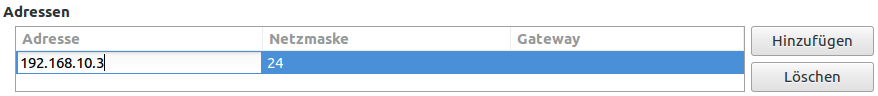 Adressen
Adresse Netzmaske Gateway
Hinzufügen
192.168.10.3 24
Löschen